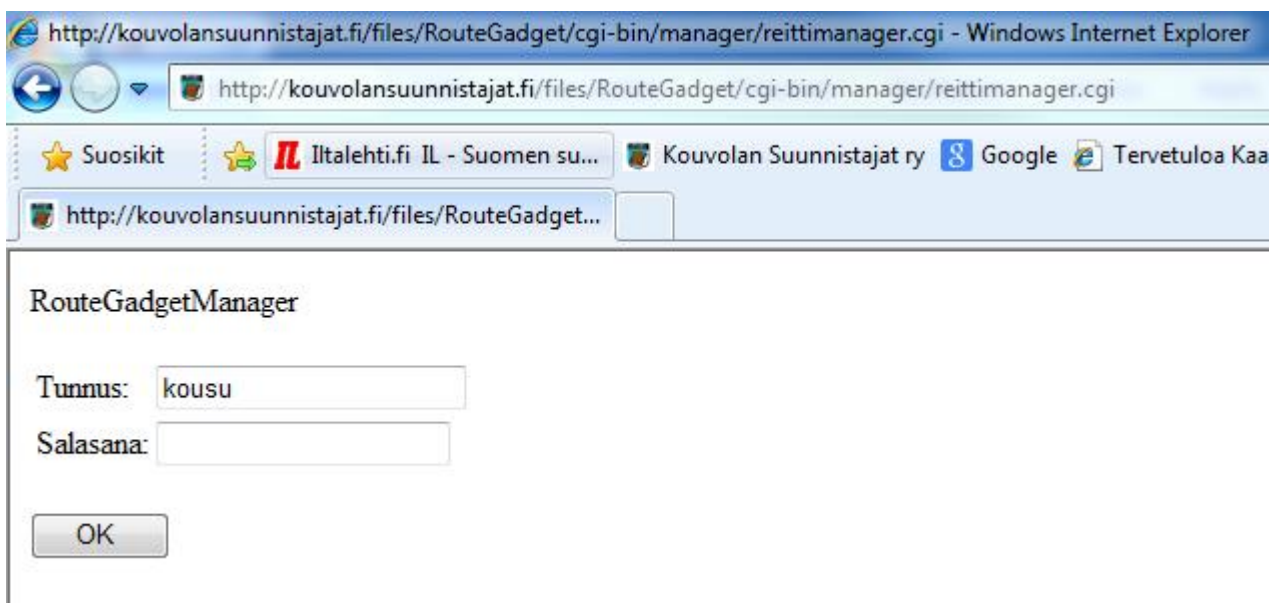 http://kouvolansuunnistajat.fi/files/RouteGadget/cgi-bin/manager/reittimanager.cgi - Windows Internet Explorer
http://kouvolansuunnistajat.fi/files/RouteGadget/cgi-bin/manager/reittimanager.cgi
Suosikit IL Iltalehti.fi IL - Suomen su... Kouvolan Suunnistajat ry 8 Google Tervetuloa Kaa
http://kouvolansuunnistajat.fi/files/RouteGadget...
RouteGadgetManager
Tunnus: kousu
Salasana:
OK